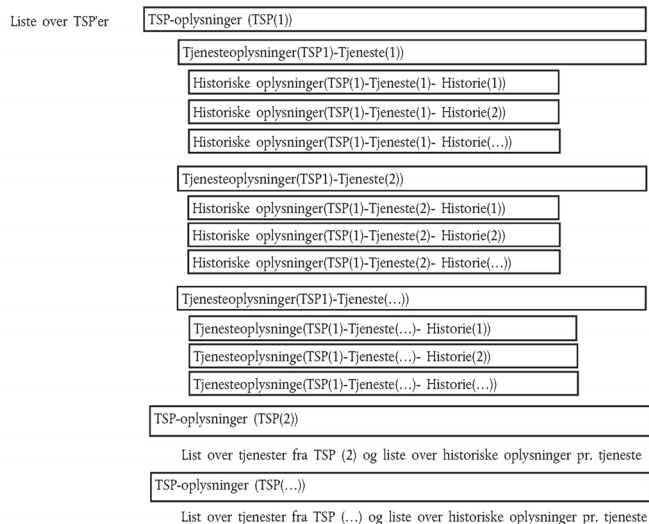 Liste over TSP'er
TSP-oplysninger (TSP(1))
Tjenesteoplysninger(TSP1)-Tjeneste(1))
Historiske oplysninger(TSP(1)-Tjeneste(1)- Historie(1))
Historiske oplysninger(TSP(1)-Tjeneste(1)- Historie(2))
Historiske oplysninger(TSP(1)-Tjeneste(1)- Historie(…))
Tjenesteoplysninger(TSP1)-Tjeneste(2))
Historiske oplysninger(TSP(1)-Tjeneste(2)- Historie(1))
Historiske oplysninger(TSP(1)-Tjeneste(2)- Historie(2))
Historiske oplysninger(TSP(1)-Tjeneste(2)- Historie(…))
Tjenesteoplysninger(TSP1)-Tjeneste(…))
Tjenesteoplysninge(TSP(1)-Tjeneste(…)- Historie(1))
Tjenesteoplysninge(TSP(1)-Tjeneste(…)- Historie(2))
Tjenesteoplysninge(TSP(1)-Tjeneste(…)- Historie(…))
TSP-oplysninger (TSP(2))
List over tjenester fra TSP (2) og liste over historiske oplysninger pr. tjeneste
TSP-oplysninger (TSP(…))
List over tjenester fra TSP (…) og liste over historiske oplysninger pr. tjeneste